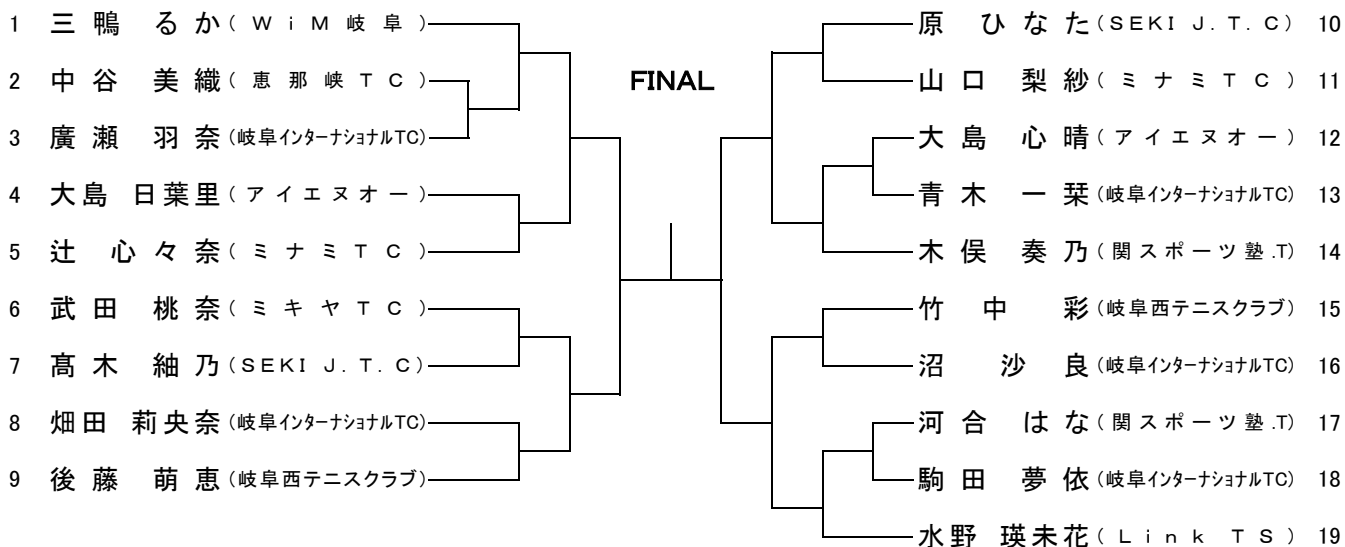 1 三鴨 るか(WiM岐阜)
2 中谷 美織(恵那峡TC)
3 廣瀬 羽奈(岐阜インターナショナルTC)
4 大島 日葉里(アイエヌオー)
5 辻 心々奈(ミナミTC)
6 武田 桃奈(ミキヤTC)
7 髙木 紬乃(SEKI J.T.C)
8 畑田 莉央奈(岐阜インターナショナルTC)
9 後藤 萌恵(岐阜西テニスクラブ)
FINAL
原 ひなた(SEKI J.T.C) 10
山口 梨紗(ミナミTC) 11
大島 心晴(アイエヌオー) 12
青木 一栞(岐阜インターナショナルTC) 13
木俣 奏乃(関スポーツ塾.T) 14
竹中 彩(岐阜西テニスクラブ) 15
沼 沙良(岐阜インターナショナルTC) 16
河合 はな(関スポーツ塾.T) 17
駒田 夢依(岐阜インターナショナルTC) 18
水野 瑛未花(Link TS) 19